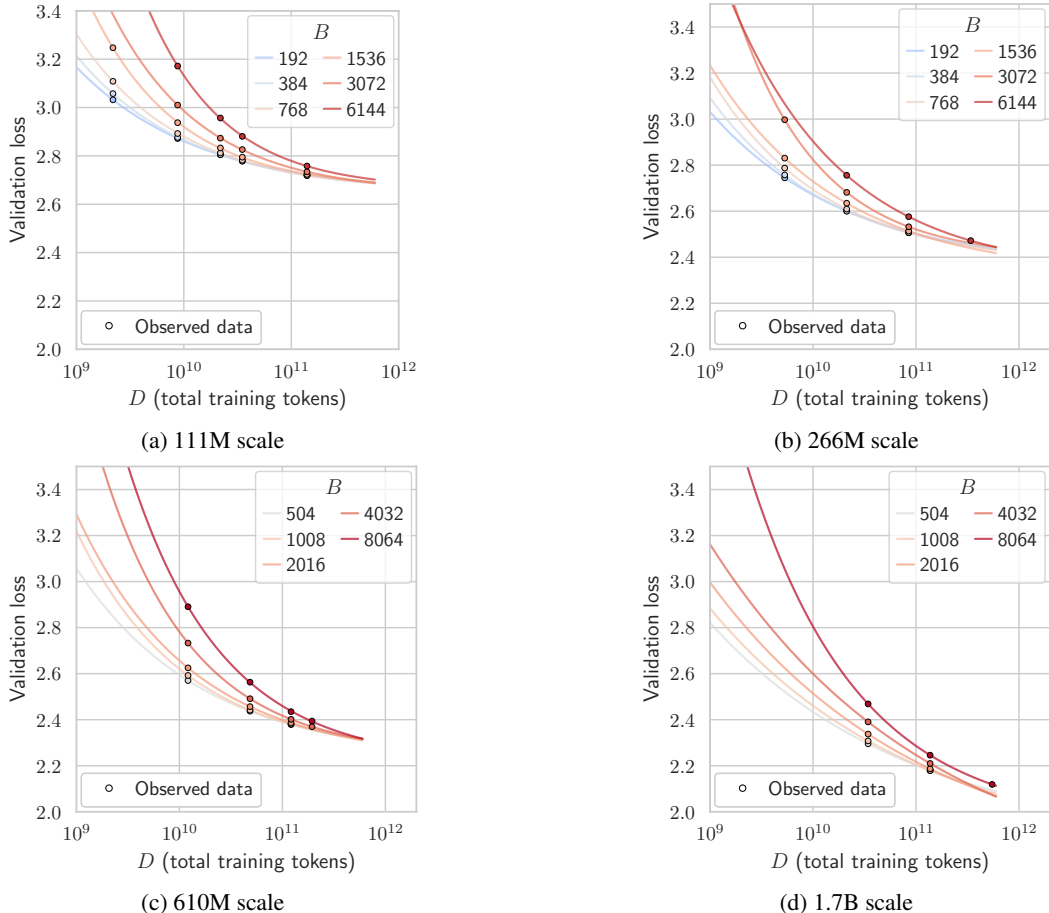 3.4
3.2
3.0
2.8
2.6
2.4
2.2
2.0
Validation loss
B
192 1536
384 3072
768 6144
Observed data
10^9 10^10 10^11 10^12
D (total training tokens)
(a) 111M scale
3.4
3.2
3.0
2.8
2.6
2.4
2.2
2.0
Validation loss
B
192 1536
384 3072
768 6144
Observed data
10^9 10^10 10^11 10^12
D (total training tokens)
(b) 266M scale
3.4
3.2
3.0
2.8
2.6
2.4
2.2
2.0
Validation loss
B
504 4032
1008 8064
2016
Observed data
10^9 10^10 10^11 10^12
D (total training tokens)
(c) 610M scale
3.4
3.2
3.0
2.8
2.6
2.4
2.2
2.0
Validation loss
B
504 4032
1008 8064
2016
Observed data
10^9 10^10 10^11 10^12
D (total training tokens)
(d) 1.7B scale